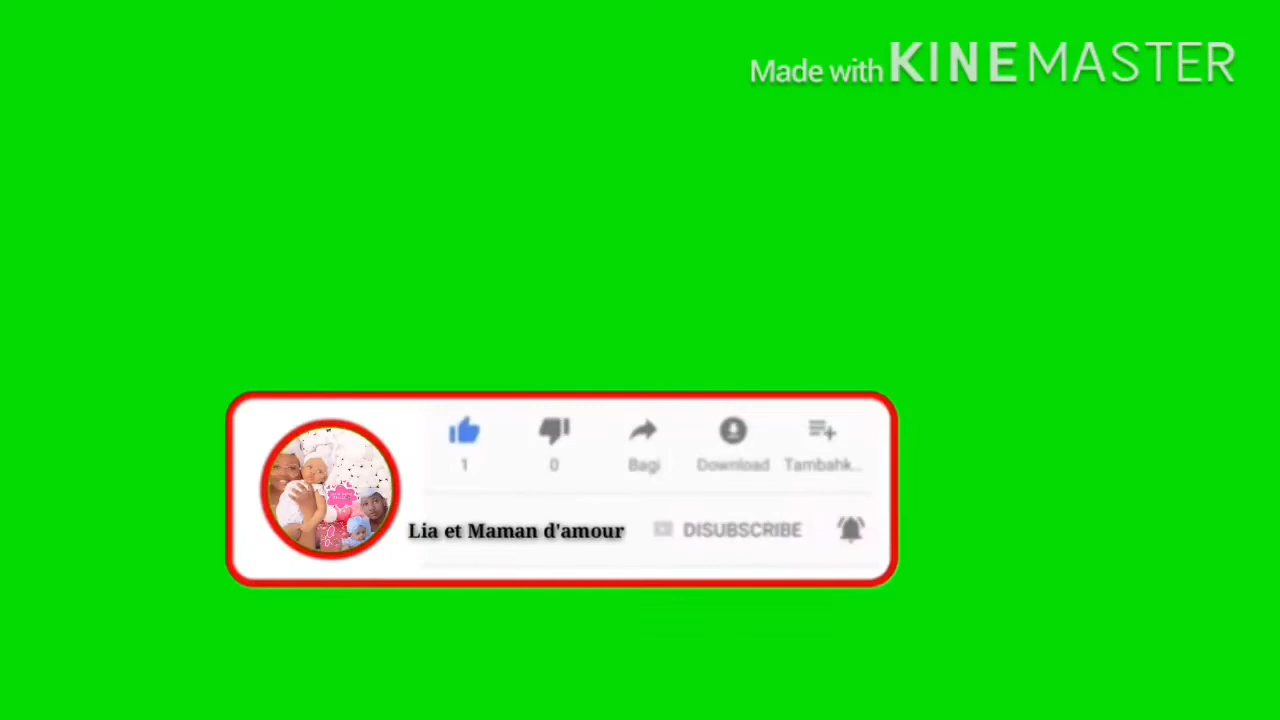 Made with KINEMASTER
1
0
Bagi
Download
Tambahk...
Lia et Maman d'amour
DISUBSCRIBE